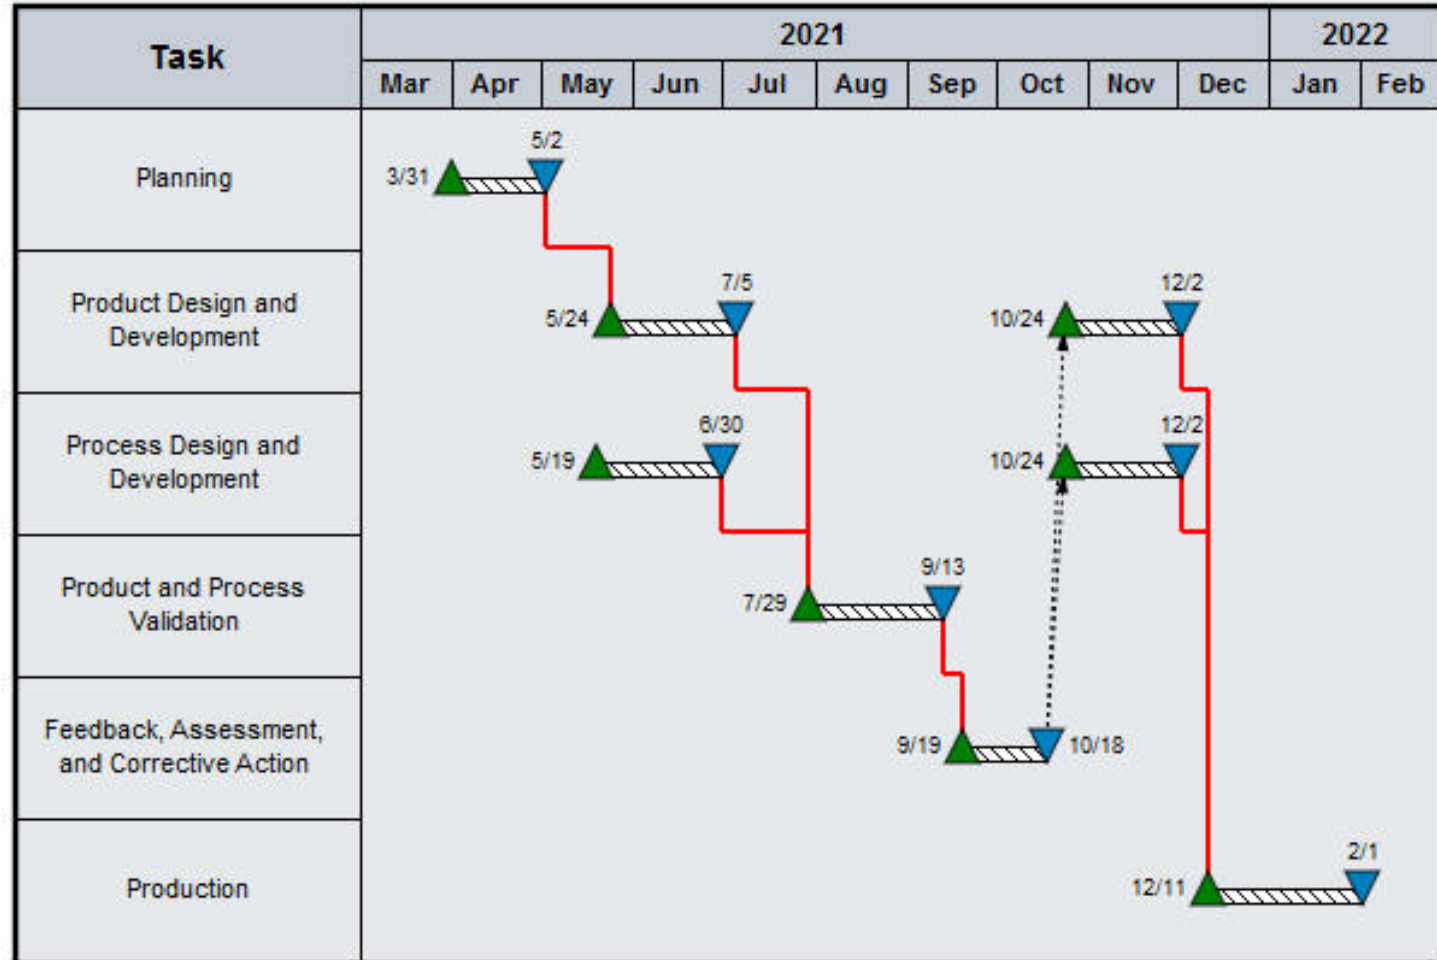 Task
2021
2022
Mar Apr May Jun Jul Aug Sep Oct Nov Dec Jan Feb
Planning
3/31
5/2
Product Design and
Development
5/24
7/5
10/24
12/2
Process Design and
Development
5/19
6/30
10/24
12/2
Product and Process
Validation
7/29
9/13
Feedback, Assessment,
and Corrective Action
9/19
10/18
Production
12/11
2/1